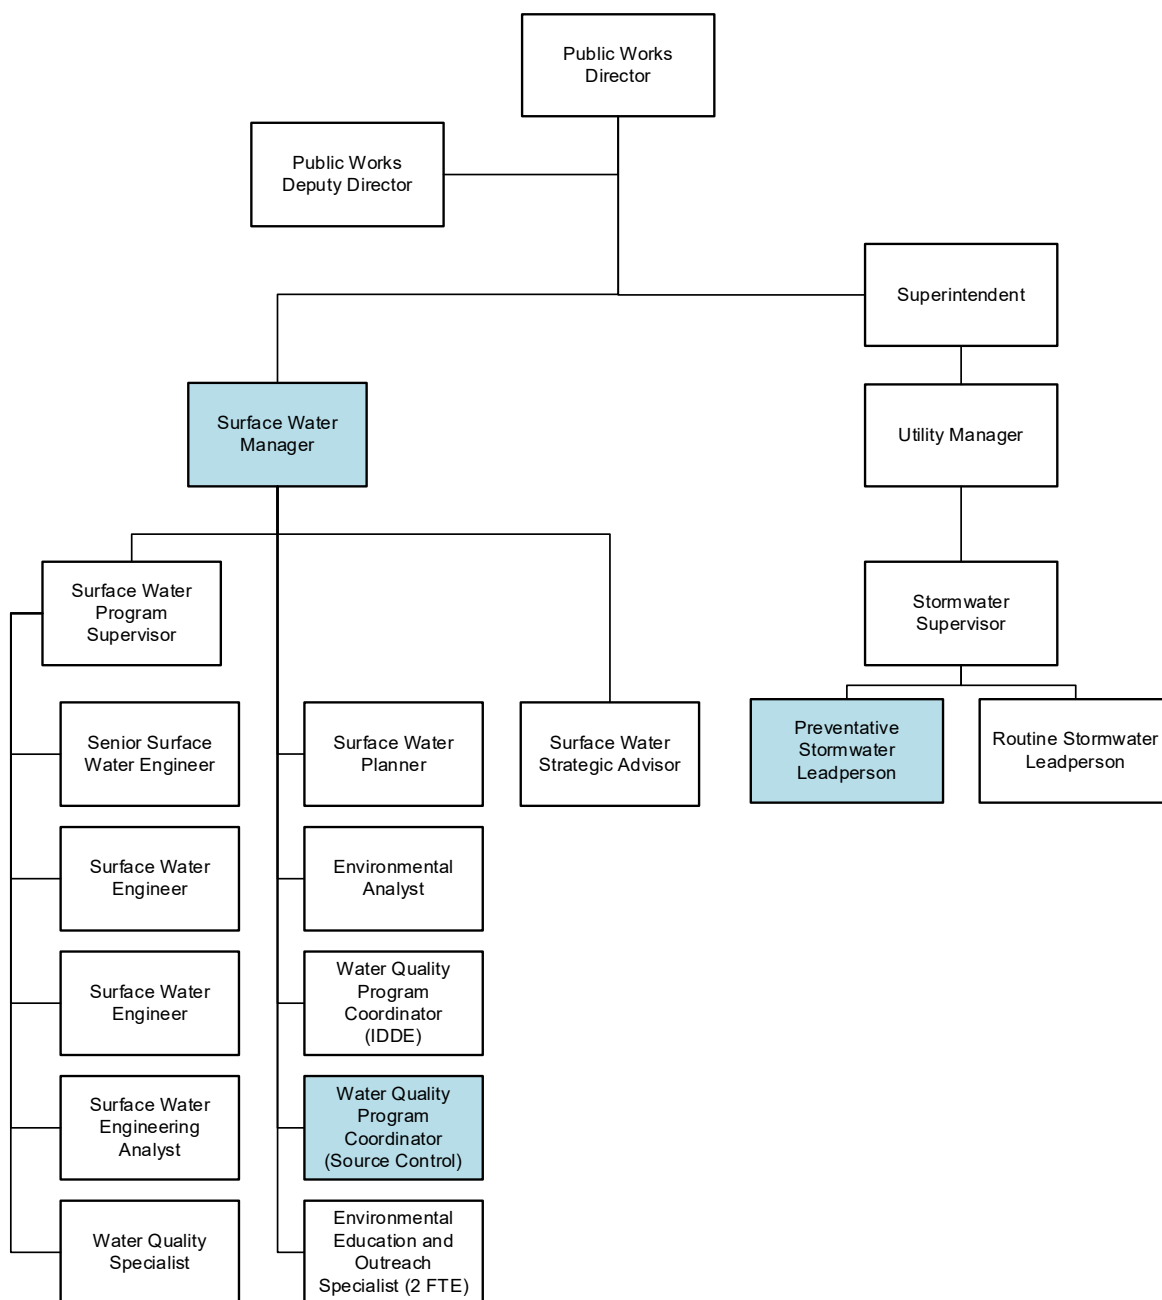 Public Works
Director
Public Works
Deputy Director
Superintendent
Surface Water
Manager
Utility Manager
Surface Water
Program
Supervisor
Stormwater
Supervisor
Senior Surface
Water Engineer
Surface Water
Planner
Surface Water
Strategic Advisor
Preventative
Stormwater
Leadperson
Routine Stormwater
Leadperson
Surface Water
Engineer
Environmental
Analyst
Surface Water
Engineer
Water Quality
Program
Coordinator
(IDDE)
Surface Water
Engineering
Analyst
Water Quality
Program
Coordinator
(Source Control)
Water Quality
Specialist
Environmental
Education and
Outreach
Specialist (2 FTE)